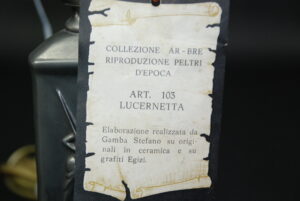 COLLEZIONE AR-BRE
RIPRODUZIONE PELTRI
D'EPOCA
ART. 103
LUCERNETTA
Elaborazione realizzata da
Gamba Stefano su origi-
nali in ceramica e su
grafiti Egizi.